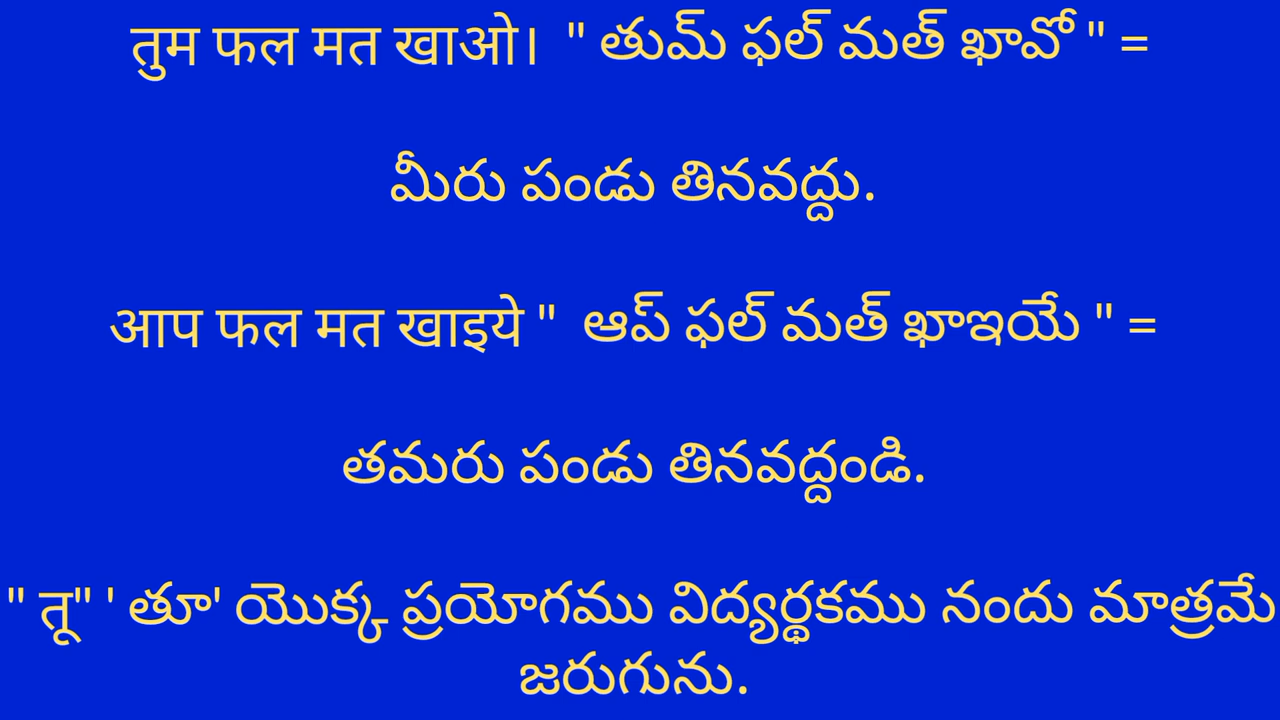 तुम फल मत खाओ। " తుమ్ ఫల్ మత్ ఖావో " =
మీరు పండు తినవద్దు.
आप फल मत खाइये " ఆప్ ఫల్ మత్ ఖాఇయే " =
తమరు పండు తినవద్దండి.
" तू" ' తూ' యొక్క ప్రయోగము విద్యర్థకము నందు మాత్రమే
జరుగును.